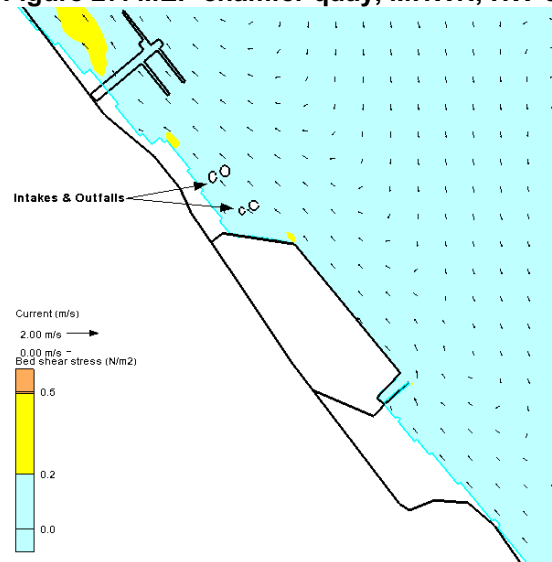 Intakes & Outfalls
Current (m/s)
2.00 m/s
0.00 m/s
Bed shear stress (N/m2)
0.5
0.2
0.0